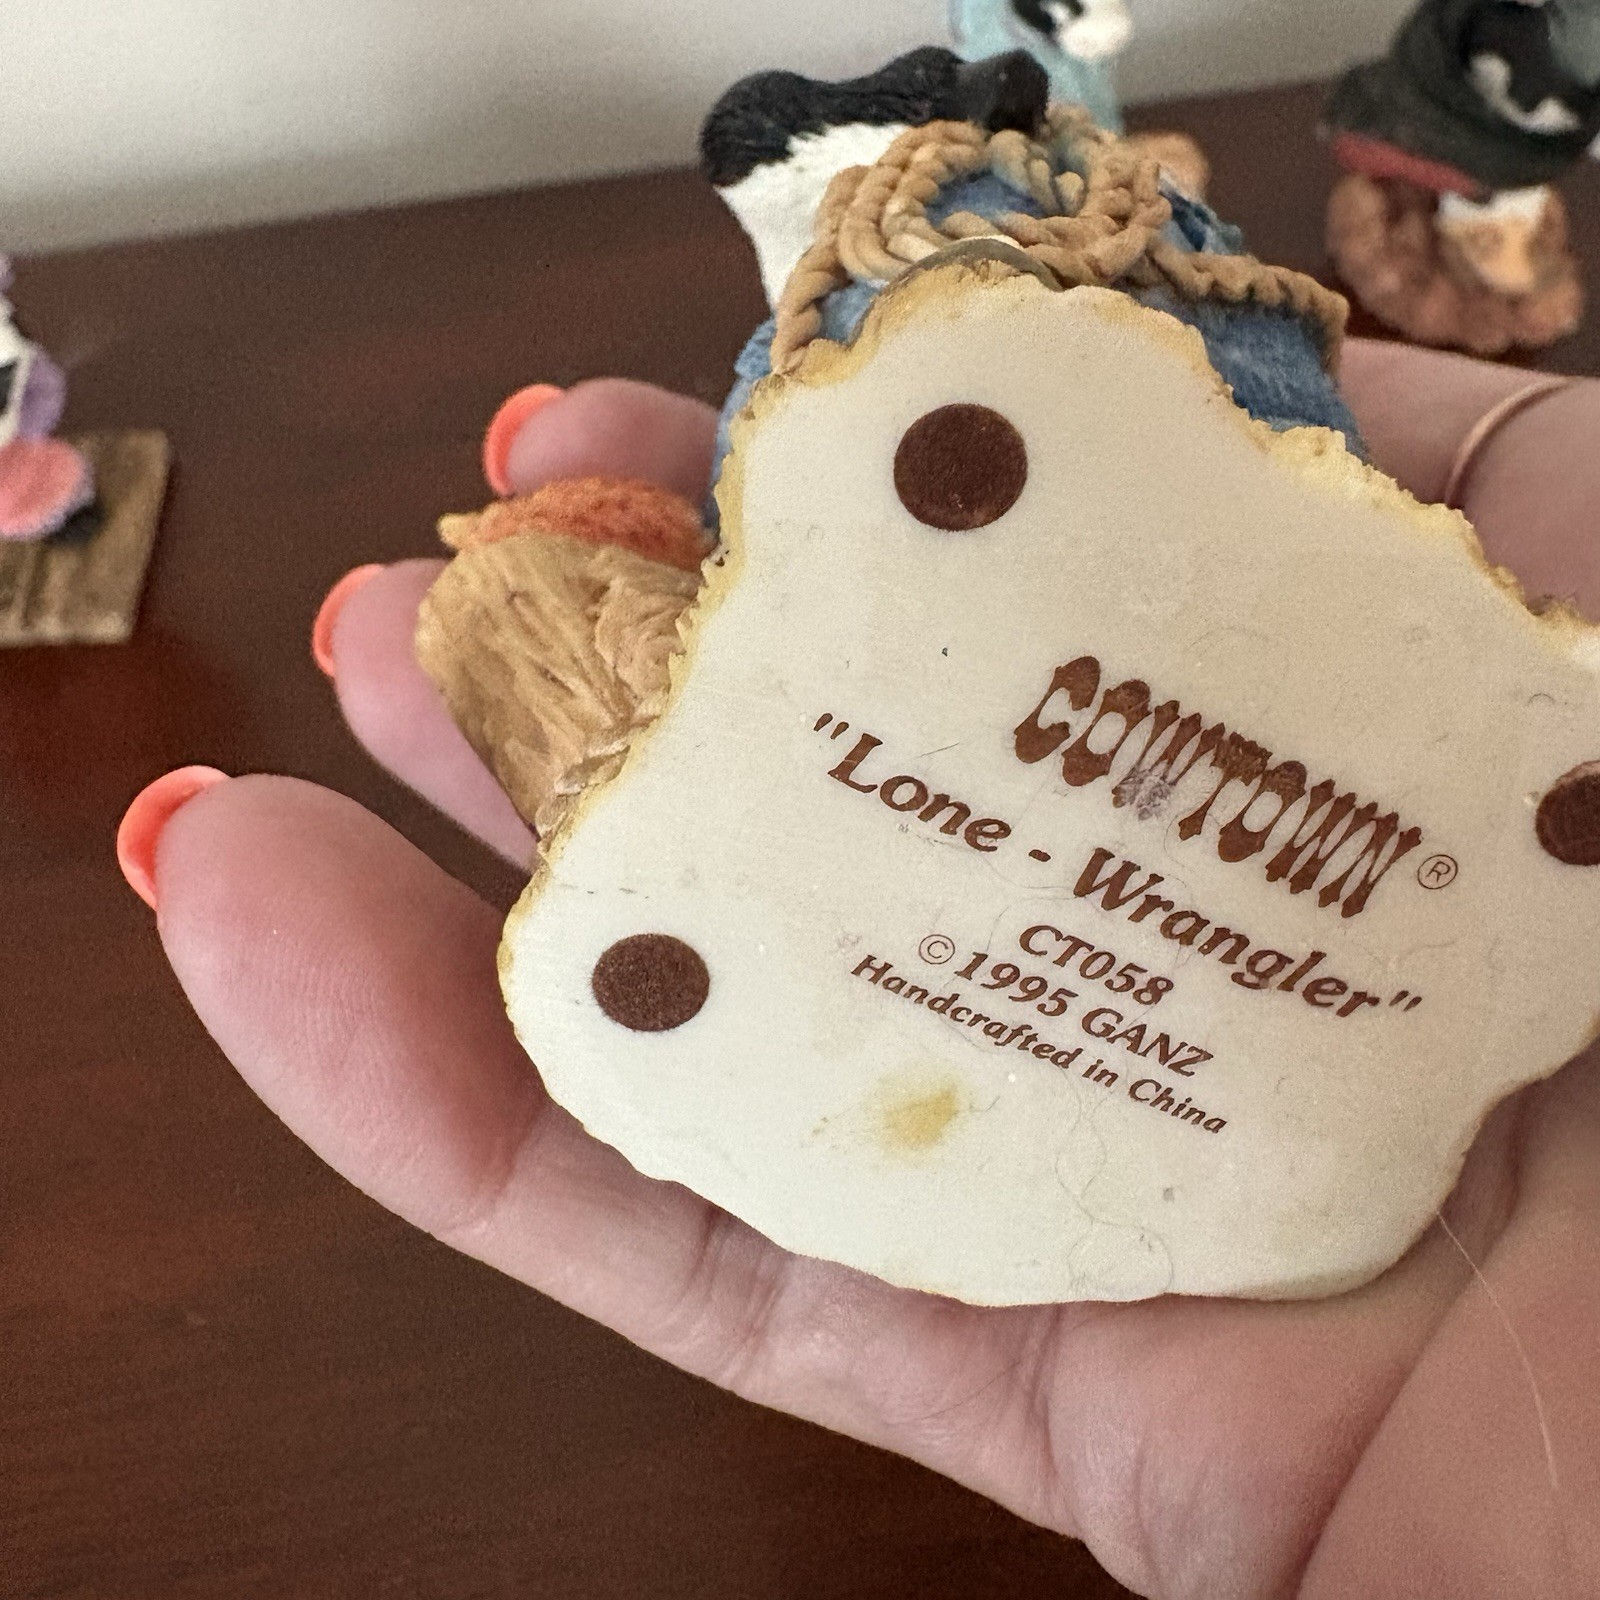 COWTOWN ®
"Lone - Wrangler"
CT058
© 1995 GANZ
Handcrafted in China